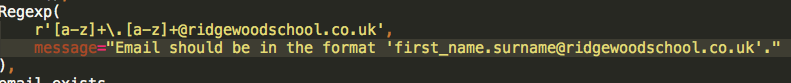 Regexp(
r'[a-z]+\.[a-z]+@ridgewoodschool.co.uk',
message="Email should be in the format 'first_name.surname@ridgewoodschool.co.uk'."
),
email_exists